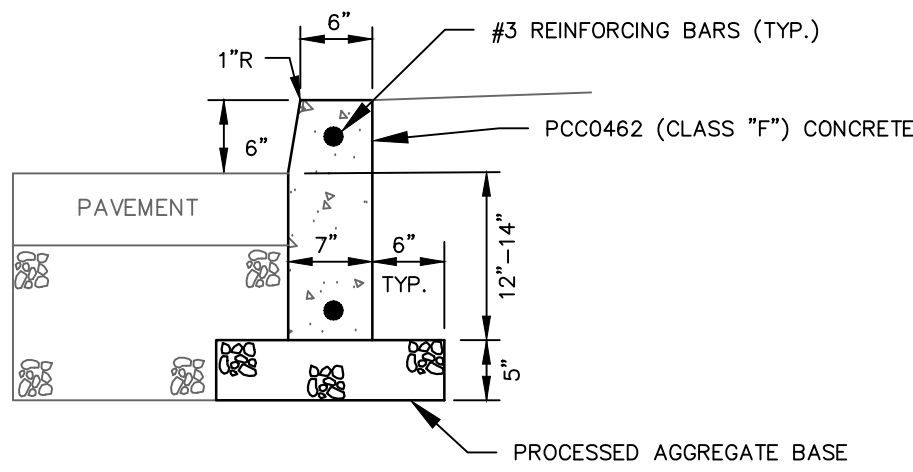 6”
#3 REINFORCING BARS (TYP.)
1”R
PCC0462 (CLASS ”F”) CONCRETE
6”
PAVEMENT
7”
6”
TYP.
12”–14”
5”
PROCESSED AGGREGATE BASE